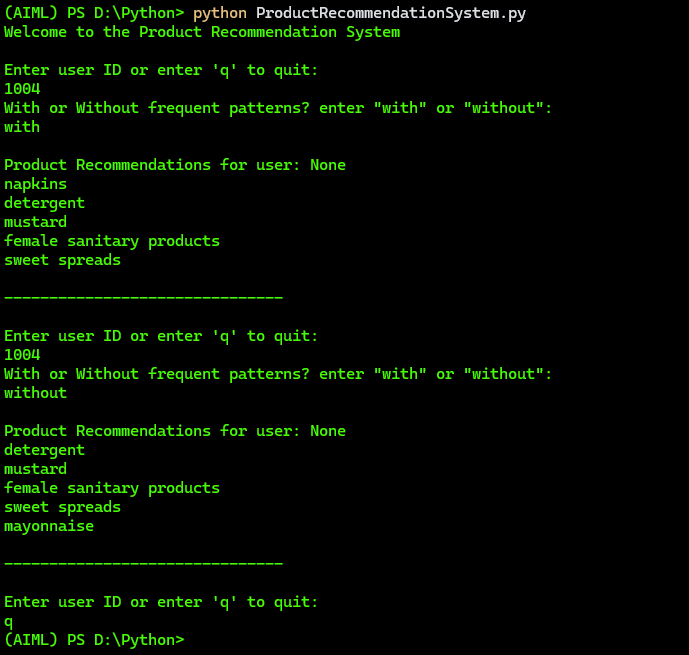 (AIML) PS D:\Python> python ProductRecommendationSystem.py
Welcome to the Product Recommendation System
Enter user ID or enter 'q' to quit:
1004
With or Without frequent patterns? enter "with" or "without":
with
Product Recommendations for user: None
napkins
detergent
mustard
female sanitary products
sweet spreads
-------------------------------
Enter user ID or enter 'q' to quit:
1004
With or Without frequent patterns? enter "with" or "without":
without
Product Recommendations for user: None
detergent
mustard
female sanitary products
sweet spreads
mayonnaise
-------------------------------
Enter user ID or enter 'q' to quit:
q
(AIML) PS D:\Python>